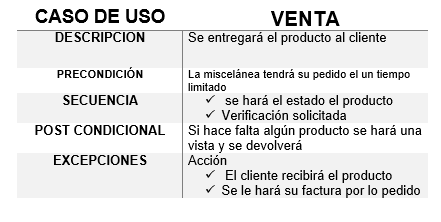 CASO DE USO VENTA
DESCRIPCION Se entregará el producto al cliente
PRECONDICIÓN La miscelánea tendrá su pedido el un tiempo
limitado
SECUENCIA ✓ se hará el estado el producto
✓ Verificación solicitada
POST CONDICIONAL Si hace falta algún producto se hará una
vista y se devolverá
EXCEPCIONES Acción
✓ El cliente recibirá el producto
✓ Se le hará su factura por lo pedido